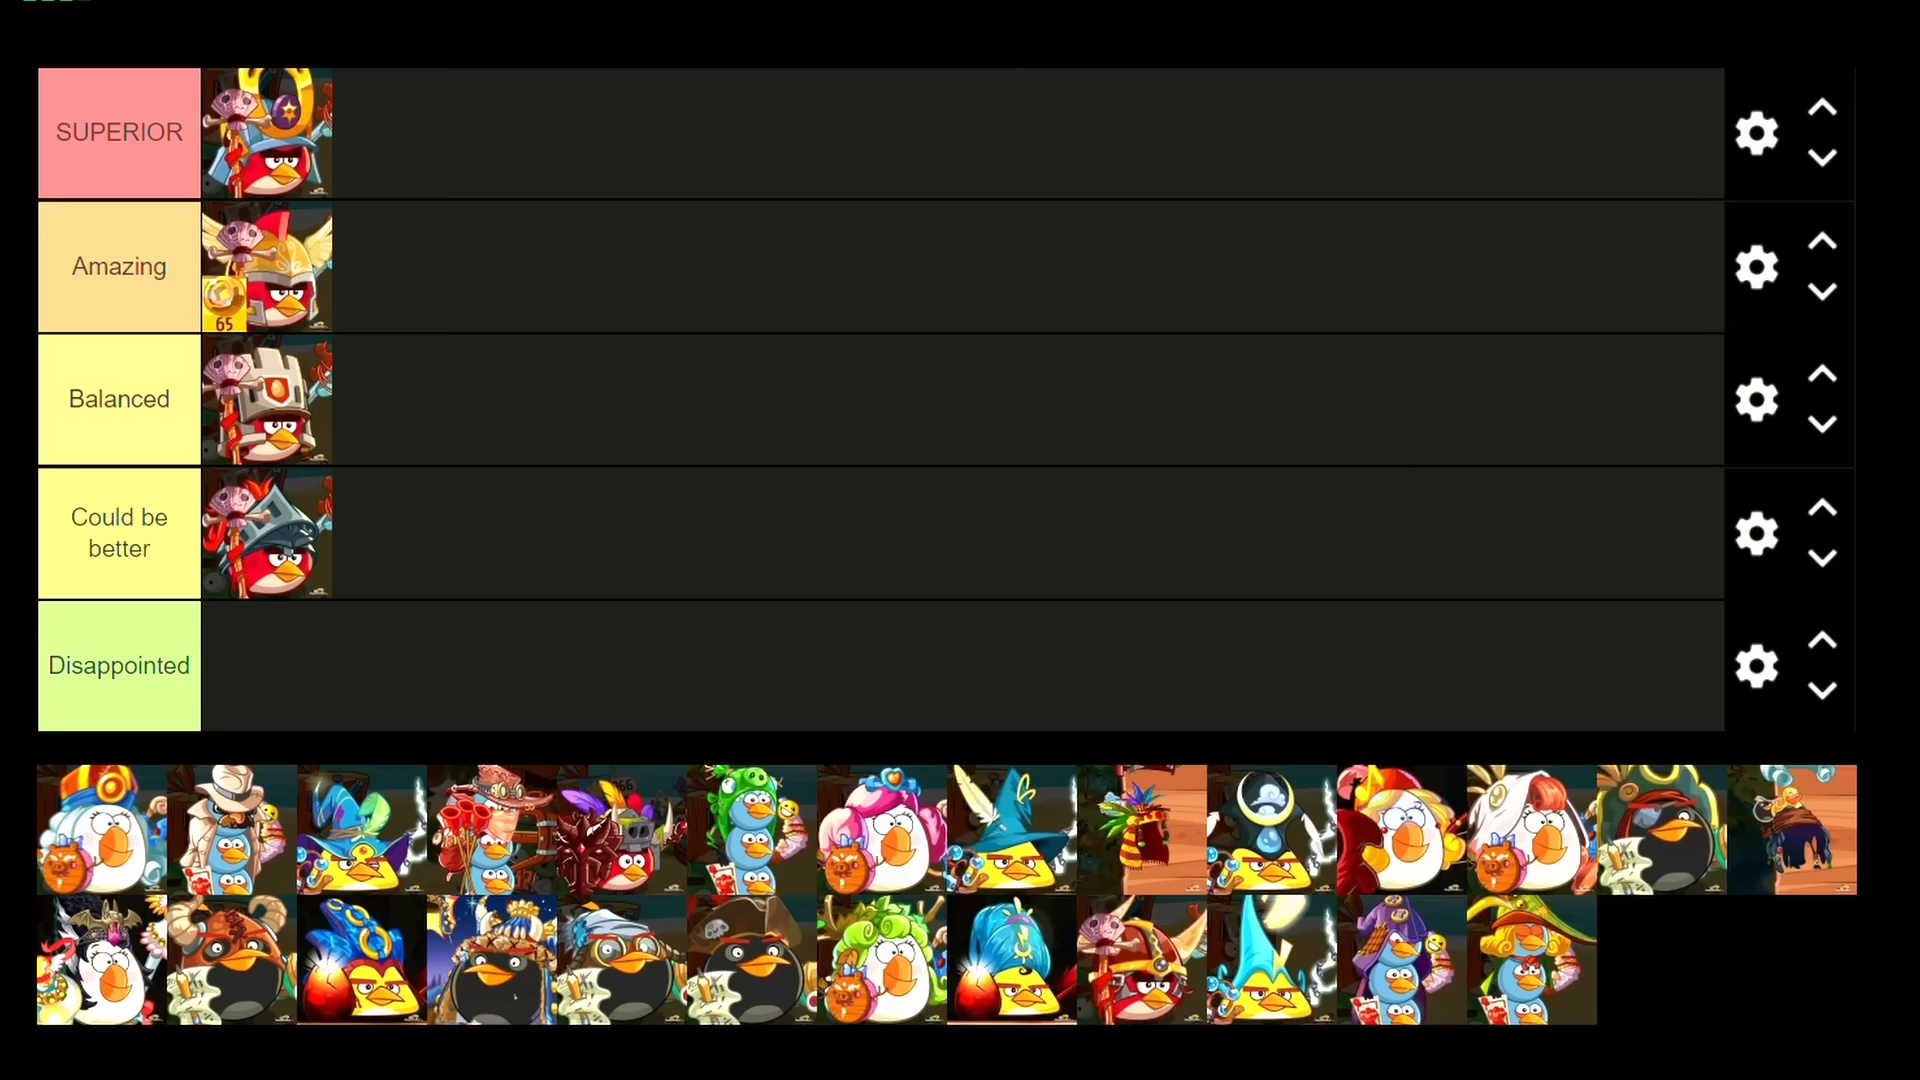 SUPERIOR
Amazing
65
Balanced
Could be
better
Disappointed